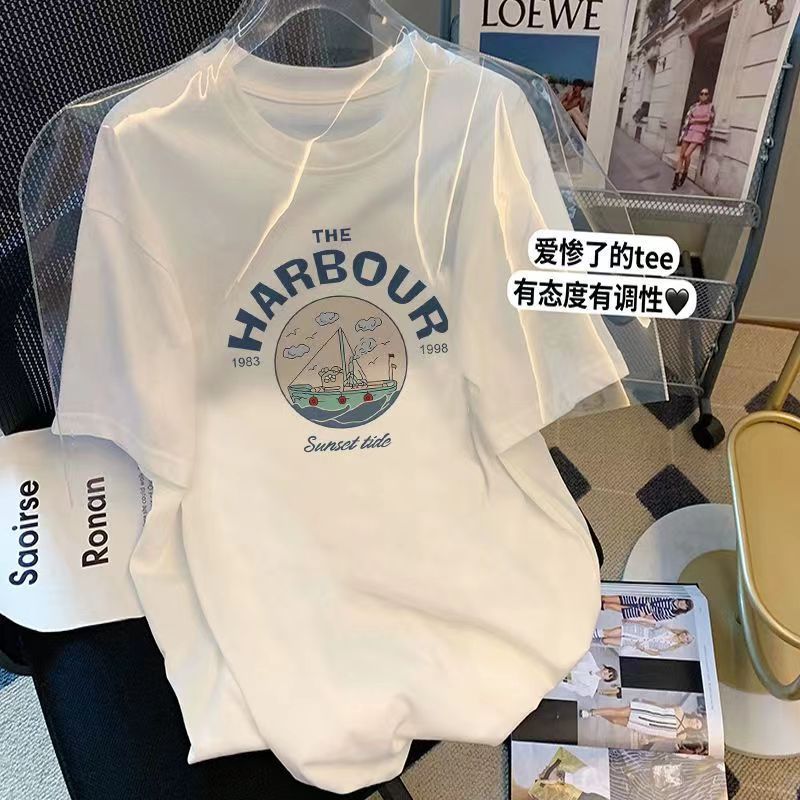 LOEWE
THE
HARBOUR
1983
1998
Sunset tide
爱惨了的tee
有态度有调性🖤
Saoirse
Ronan